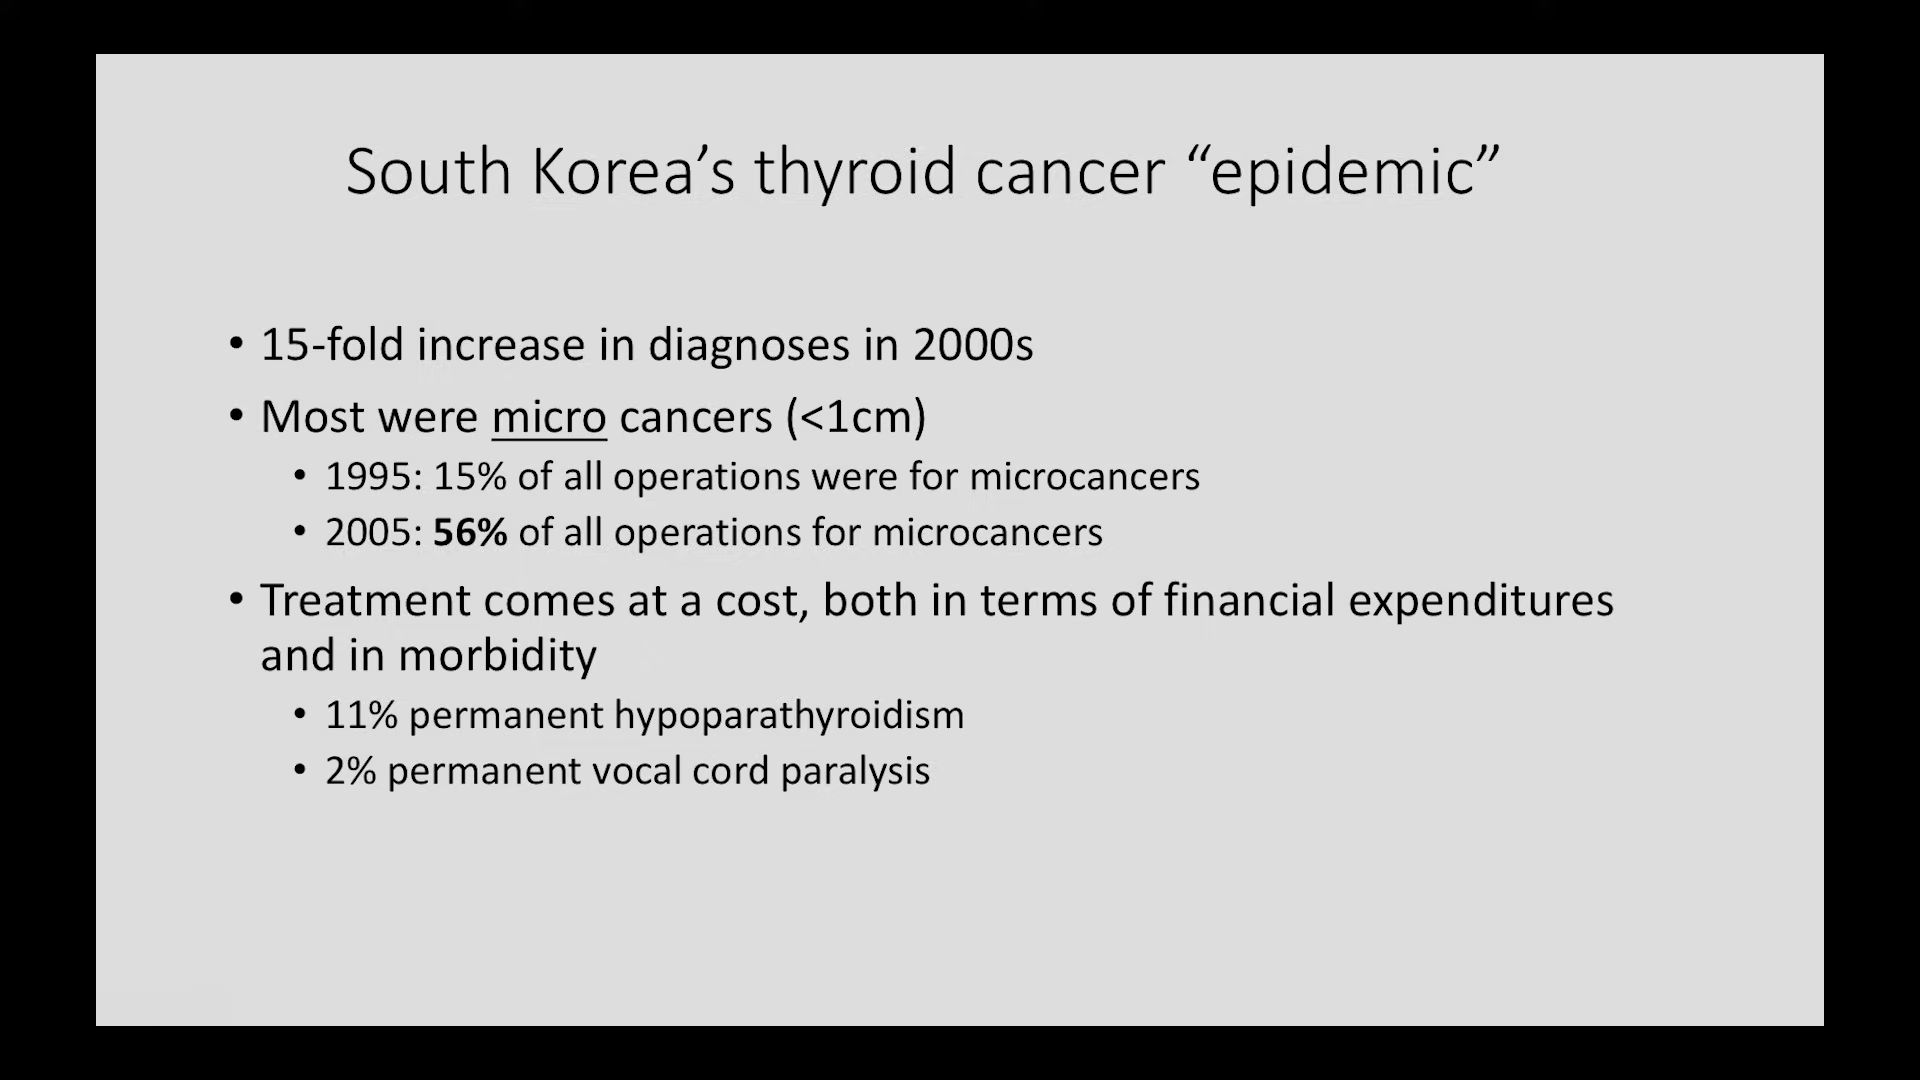 South Korea’s thyroid cancer “epidemic”
• 15-fold increase in diagnoses in 2000s
• Most were micro cancers (<1cm)
• 1995: 15% of all operations were for microcancers
• 2005: 56% of all operations for microcancers
• Treatment comes at a cost, both in terms of financial expenditures
and in morbidity
• 11% permanent hypoparathyroidism
• 2% permanent vocal cord paralysis